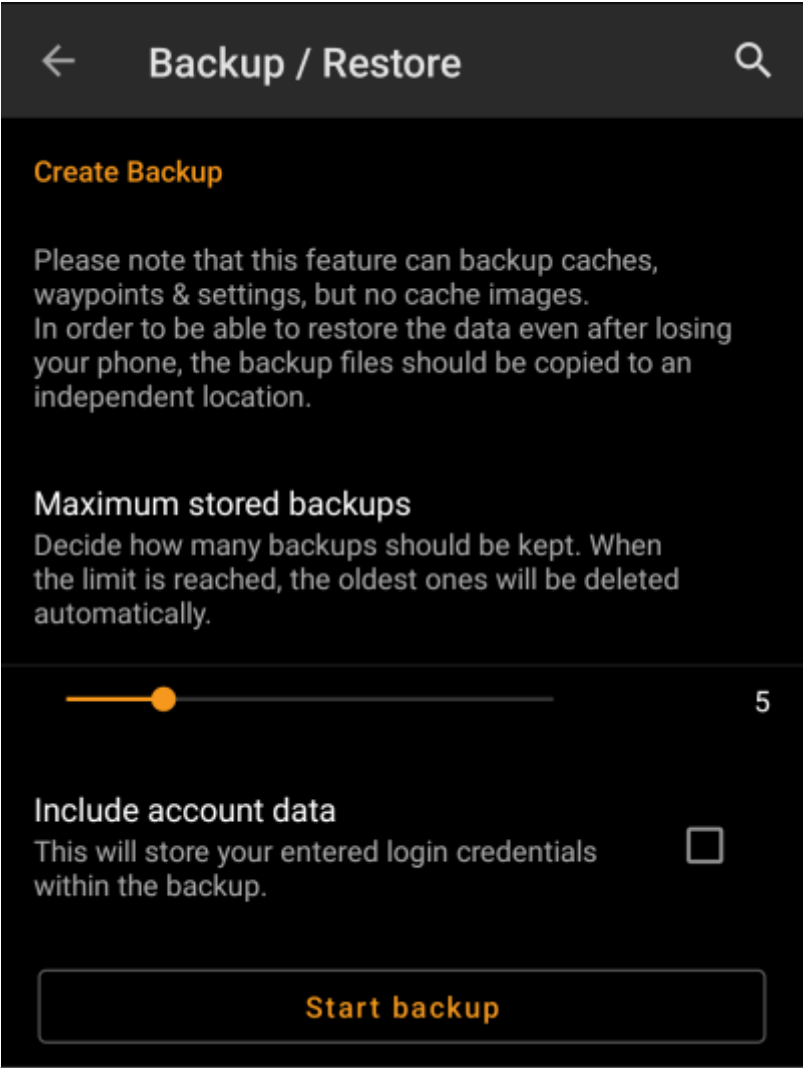 Backup / Restore
Create Backup
Please note that this feature can backup caches,
waypoints & settings, but no cache images.
In order to be able to restore the data even after losing
your phone, the backup files should be copied to an
independent location.
Maximum stored backups
Decide how many backups should be kept. When
the limit is reached, the oldest ones will be deleted
automatically.
5
Include account data
This will store your entered login credentials
within the backup.
Start backup